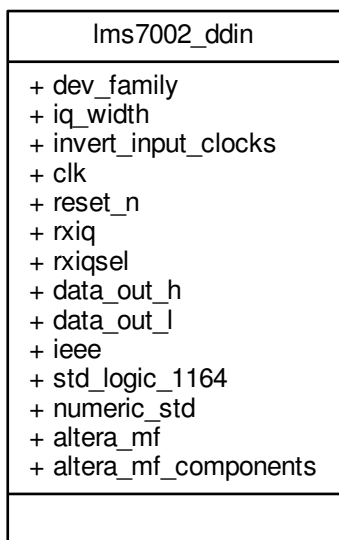 lms7002_ddin
+ dev_family
+ iq_width
+ invert_input_clocks
+ clk
+ reset_n
+ rxiq
+ rxiqsel
+ data_out_h
+ data_out_l
+ ieee
+ std_logic_1164
+ numeric_std
+ altera_mf
+ altera_mf_components